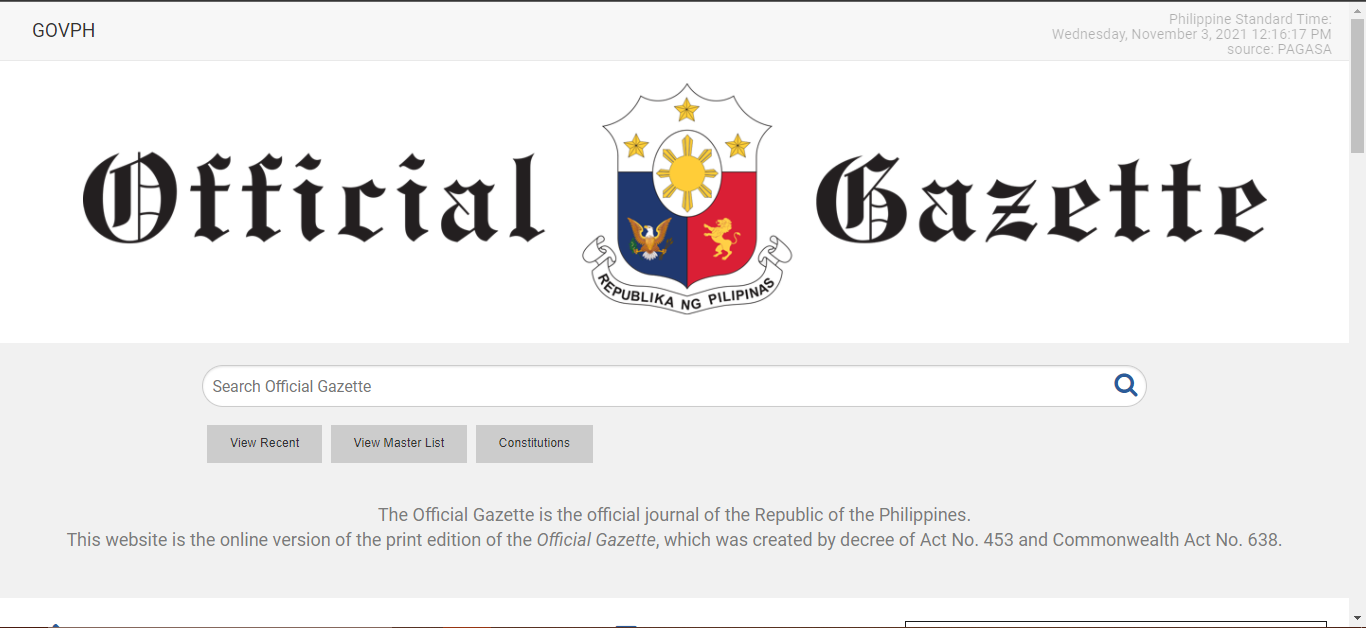 GOVPH
Philippine Standard Time:
Wednesday, November 3, 2021 12:16:17 PM
source: PAGASA
Official Gazette
REPUBLIKA NG PILIPINAS
Search Official Gazette
View Recent
View Master List
Constitutions
The Official Gazette is the official journal of the Republic of the Philippines.
This website is the online version of the print edition of the Official Gazette, which was created by decree of Act No. 453 and Commonwealth Act No. 638.